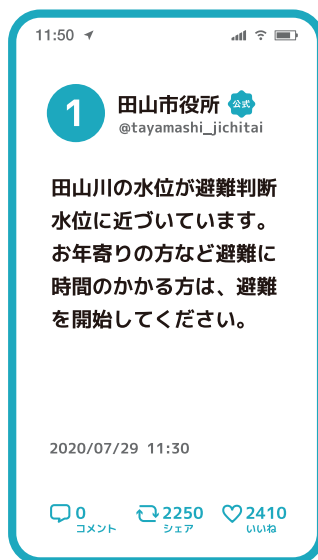 11:50
1
田山市役所 公式
@tayamashi_jichitai
田山川の水位が避難判断
水位に近づいています。
お年寄りの方など避難に
時間のかかる方は、避難
を開始してください。
2020/07/29 11:30
0 2250 2410
コメント シェア いいね